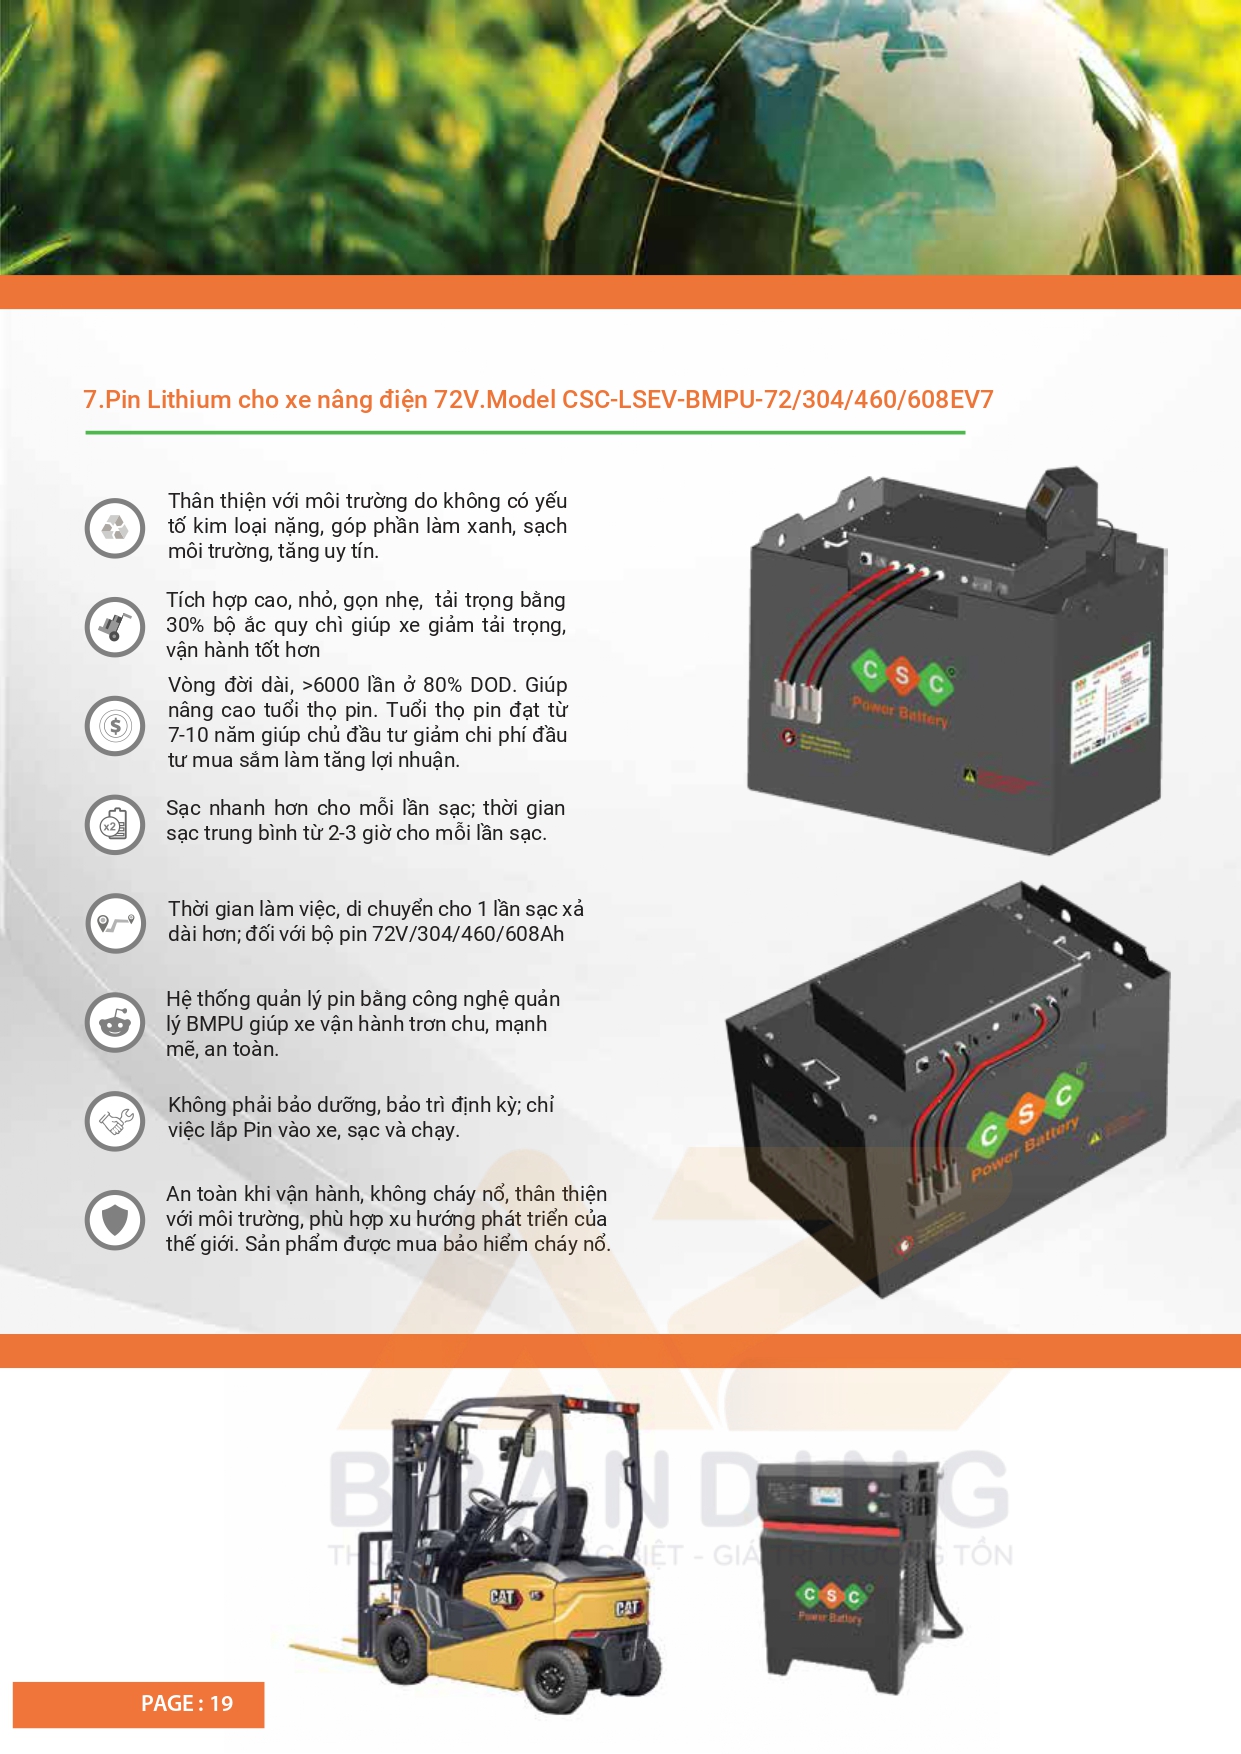 7.Pin Lithium cho xe nâng điện 72V.Model CSC-LSEV-BMPU-72/304/460/608EV7
Thân thiện với môi trường do không có yếu
tố kim loại nặng, góp phần làm xanh, sạch
môi trường, tăng uy tín.
Tích hợp cao, nhỏ, gọn nhẹ, tải trọng bằng
30% bộ ắc quy chì giúp xe giảm tải trọng,
vận hành tốt hơn
Vòng đời dài, >6000 lần ở 80% DOD. Giúp
nâng cao tuổi thọ pin. Tuổi thọ pin đạt từ
7-10 năm giúp chủ đầu tư giảm chi phí đầu
tư mua sắm làm tăng lợi nhuận.
$
Sạc nhanh hơn cho mỗi lần sạc; thời gian
sạc trung bình từ 2-3 giờ cho mỗi lần sạc.
x2
Thời gian làm việc, di chuyển cho 1 lần sạc xả
dài hơn; đối với bộ pin 72V/304/460/608Ah
Hệ thống quản lý pin bằng công nghệ quản
lý BMPU giúp xe vận hành trơn chu, mạnh
mẽ, an toàn.
Không phải bảo dưỡng, bảo trì định kỳ; chỉ
việc lắp Pin vào xe, sạc và chạy.
An toàn khi vận hành, không cháy nổ, thân thiện
với môi trường, phù hợp xu hướng phát triển của
thế giới. Sản phẩm được mua bảo hiểm cháy nổ.
CSC
Power Battery
CSC
Power Battery
BRANDING
BIỆT - GIÁ TRỊ TRƯỜNG TỒN
CAT
CAT
CSC
Power Battery
PAGE : 19